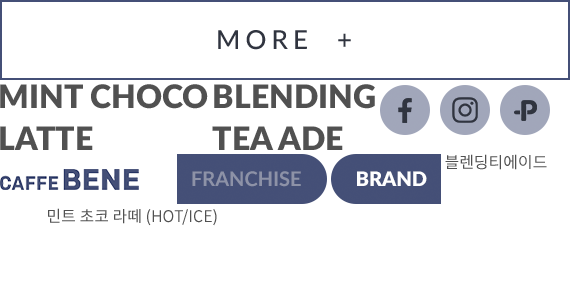 MORE +
MINT CHOCO
LATTE
BLENDING
TEA ADE
블렌딩티에이드
CAFFE BENE
FRANCHISE
BRAND
민트 초코 라떼 (HOT/ICE)